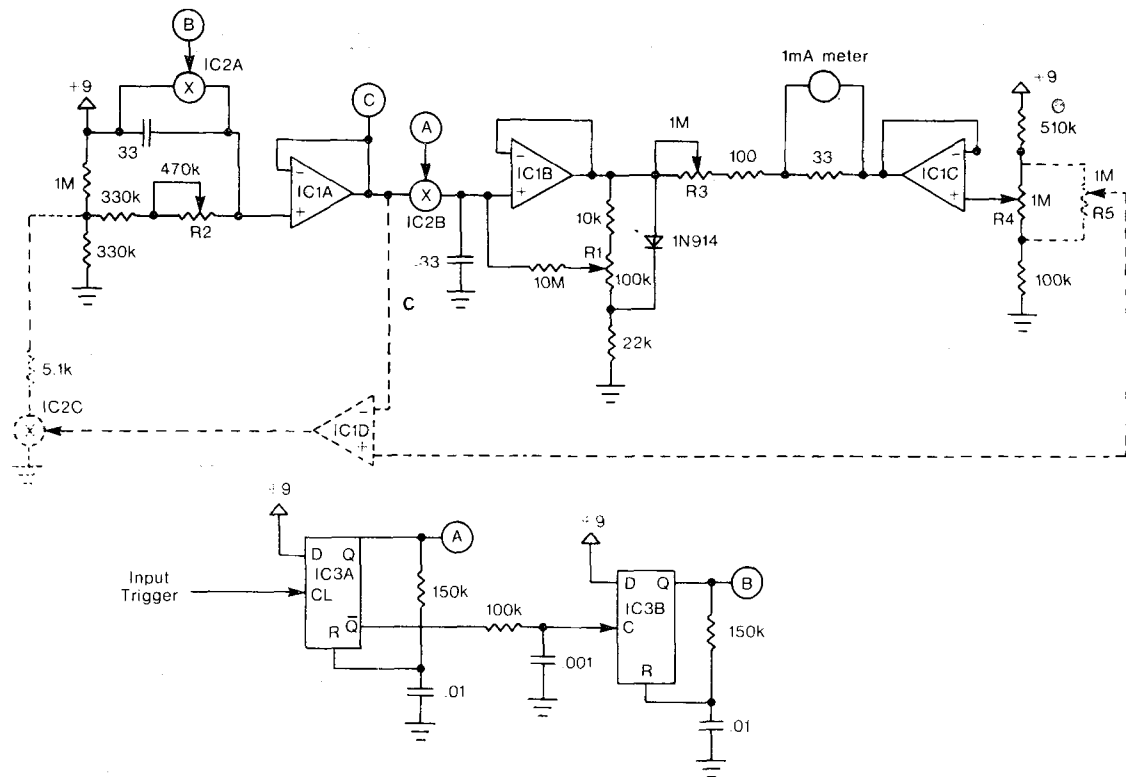 B
IC2A
X
+9
33
1M
330k
470k
R2
330k
5.1k
IC2C
X
C
-
+
IC1A
A
X
IC2B
.33
C
-
+
IC1B
10k
R1
100k
10M
22k
1N914
1M
R3
100
1mA meter
33
-
+
IC1C
+9
510k
1M
R4
1M
R5
100k
-
+
IC1D
+9
D Q
IC3A
CL
R Q̅
Input
Trigger
A
150k
.01
100k
.001
+9
D Q
IC3B
C
R
B
150k
.01